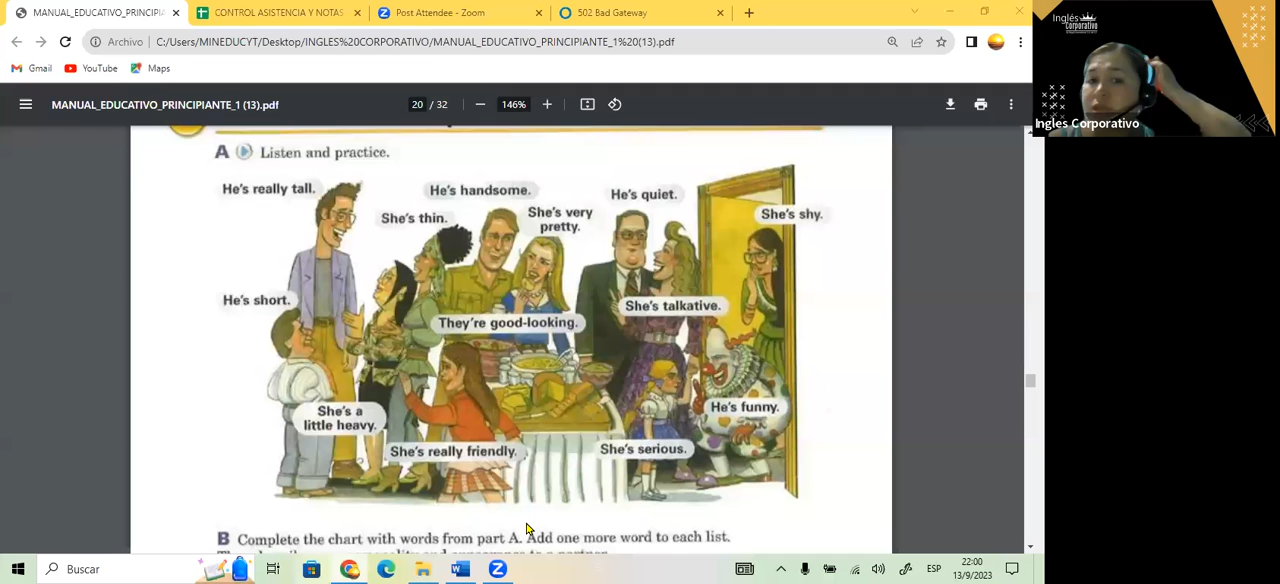 MANUAL_EDUCATIVO_PRINCIPIA
CONTROL ASISTENCIA Y NOTAS
Post Attendee - Zoom
502 Bad Gateway
Archivo
C:/Users/MINEDUCYT/Desktop/INGLES%20CORPORATIVO/MANUAL_EDUCATIVO_PRINCIPIANTE_1%20(13).pdf
Gmail
YouTube
Maps
MANUAL_EDUCATIVO_PRINCIPIANTE_1 (13).pdf
20 / 32
146%
Inglés
Corporativo
Ingles Corporativo
A Listen and practice.
He's really tall.
He's handsome.
He's quiet.
She's thin.
She's very
pretty.
She's shy.
He's short.
She's talkative.
They're good-looking.
She's a
little heavy.
He's funny.
She's really friendly.
She's serious.
B Complete the chart with words from part A. Add one more word to each list.
Buscar
ESP
22:00
13/9/2023